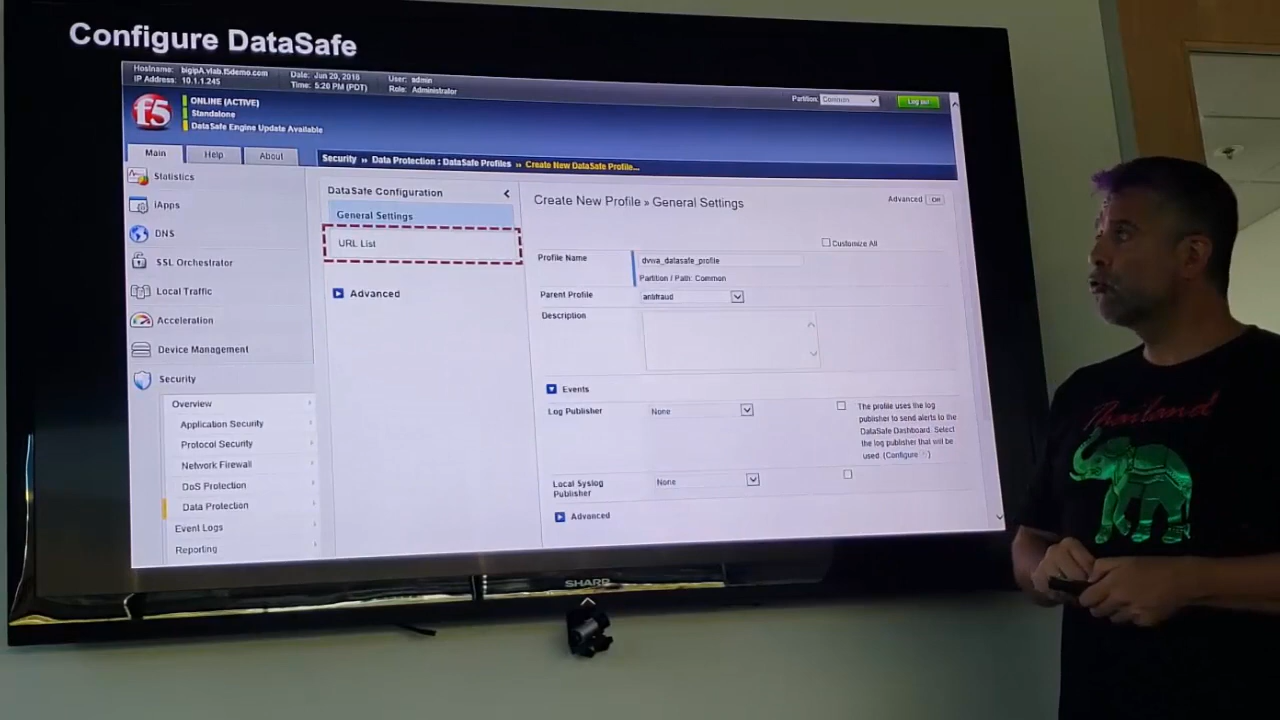 Configure DataSafe
Hostname: bigipA.vlab.f5demo.com
IP Address: 10.1.1.245
Date: Jun 20, 2018
Time: 5:20 PM (PDT)
User: admin
Role: Administrator
Partition: Common
Log out
f5
ONLINE (ACTIVE)
Standalone
DataSafe Engine Update Available
Main
Help
About
Security » Data Protection : DataSafe Profiles » Create New DataSafe Profile...
Statistics
iApps
DNS
SSL Orchestrator
Local Traffic
Acceleration
Device Management
Security
Overview
Application Security
Protocol Security
Network Firewall
DoS Protection
Data Protection
Event Logs
Reporting
DataSafe Configuration
General Settings
URL List
Advanced
Create New Profile » General Settings
Advanced Off
Customize All
Profile Name
dvwa_datasafe_profile
Partition / Path: Common
Parent Profile
antifraud
Description
Events
Log Publisher
None
The profile uses the log
publisher to send alerts to the
DataSafe Dashboard. Select
the log publisher that will be
used. (Configure )
Local Syslog
Publisher
None
Advanced
SHARP
Thailand